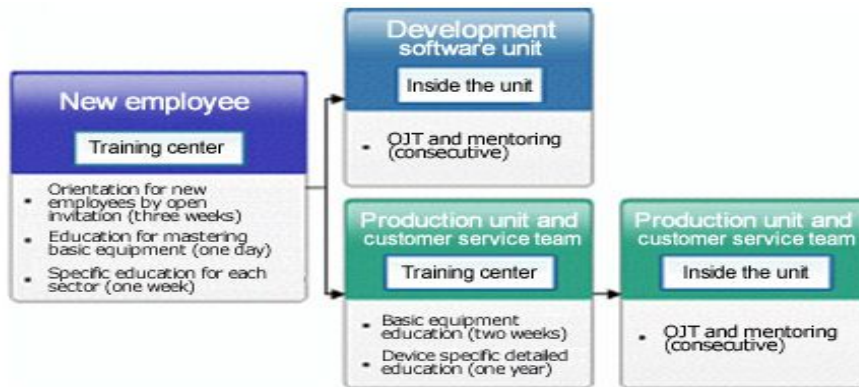 New employee
Training center
Orientation for new
employees by open
invitation (three weeks)
Education for mastering
basic equipment (one day)
Specific education for each
sector (one week)
Development
software unit
Inside the unit
OJT and mentoring
(consecutive)
Production unit and
customer service team
Training center
Basic equipment
education (two weeks)
Device specific detailed
education (one year)
Production unit and
customer service team
Inside the unit
OJT and mentoring
(consecutive)